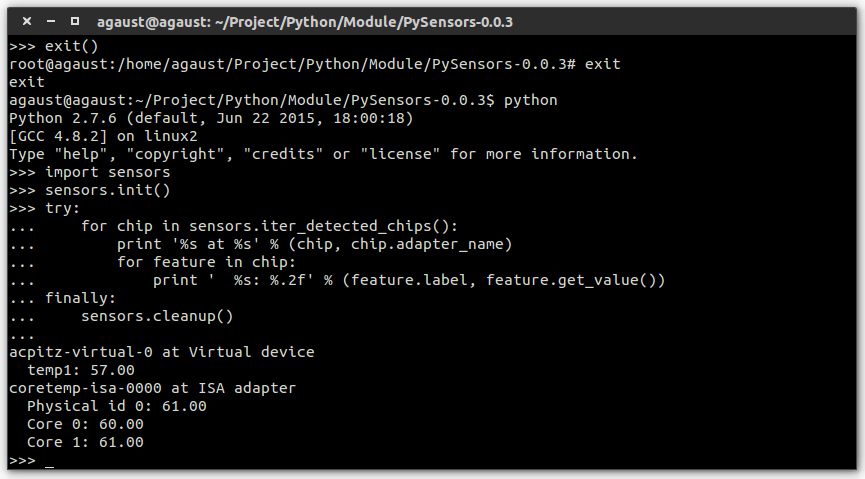 agaust@agaust: ~/Project/Python/Module/PySensors-0.0.3
>>> exit()
root@agaust:/home/agaust/Project/Python/Module/PySensors-0.0.3# exit
exit
agaust@agaust:~/Project/Python/Module/PySensors-0.0.3$ python
Python 2.7.6 (default, Jun 22 2015, 18:00:18)
[GCC 4.8.2] on linux2
Type "help", "copyright", "credits" or "license" for more information.
>>> import sensors
>>> sensors.init()
>>> try:
...     for chip in sensors.iter_detected_chips():
...         print '%s at %s' % (chip, chip.adapter_name)
...         for feature in chip:
...             print '  %s: %.2f' % (feature.label, feature.get_value())
... finally:
...     sensors.cleanup()
...
acpitz-virtual-0 at Virtual device
  temp1: 57.00
coretemp-isa-0000 at ISA adapter
  Physical id 0: 61.00
  Core 0: 60.00
  Core 1: 61.00
>>> _